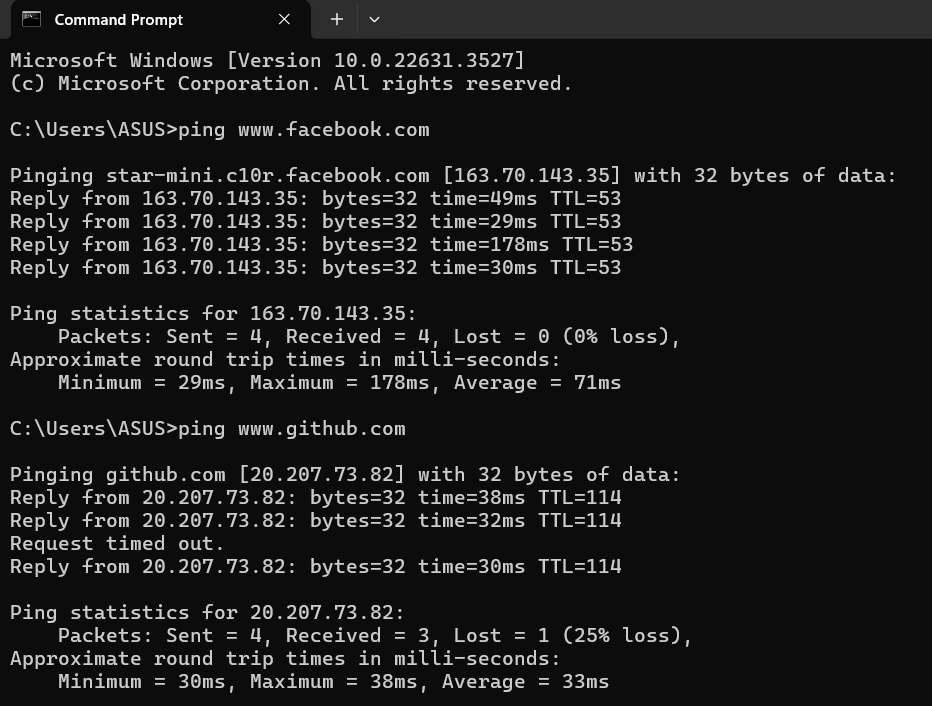 Command Prompt
Microsoft Windows [Version 10.0.22631.3527]
(c) Microsoft Corporation. All rights reserved.
C:\Users\ASUS>ping www.facebook.com
Pinging star-mini.c10r.facebook.com [163.70.143.35] with 32 bytes of data:
Reply from 163.70.143.35: bytes=32 time=49ms TTL=53
Reply from 163.70.143.35: bytes=32 time=29ms TTL=53
Reply from 163.70.143.35: bytes=32 time=178ms TTL=53
Reply from 163.70.143.35: bytes=32 time=30ms TTL=53
Ping statistics for 163.70.143.35:
    Packets: Sent = 4, Received = 4, Lost = 0 (0% loss),
Approximate round trip times in milli-seconds:
    Minimum = 29ms, Maximum = 178ms, Average = 71ms
C:\Users\ASUS>ping www.github.com
Pinging github.com [20.207.73.82] with 32 bytes of data:
Reply from 20.207.73.82: bytes=32 time=38ms TTL=114
Reply from 20.207.73.82: bytes=32 time=32ms TTL=114
Request timed out.
Reply from 20.207.73.82: bytes=32 time=30ms TTL=114
Ping statistics for 20.207.73.82:
    Packets: Sent = 4, Received = 3, Lost = 1 (25% loss),
Approximate round trip times in milli-seconds:
    Minimum = 30ms, Maximum = 38ms, Average = 33ms